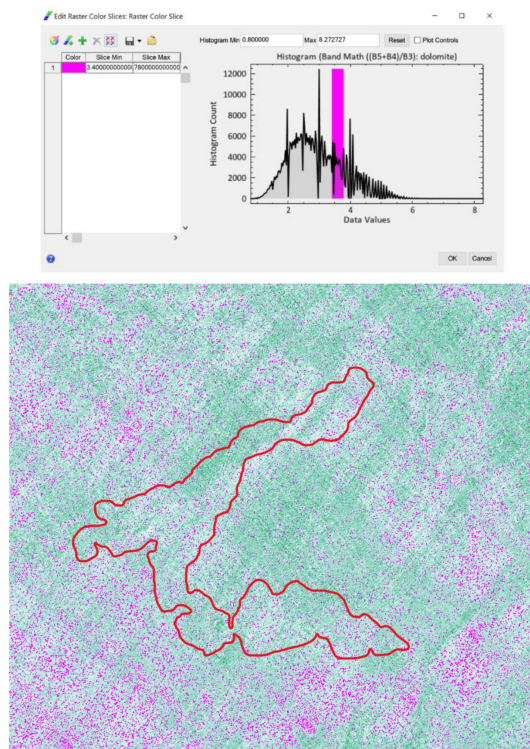 Edit Raster Color Slices: Raster Color Slice
Histogram Min 0.800000 Max 8.272727 Reset Plot Controls
Color Slice Min Slice Max
1 3.40000000000 7800000000000
Histogram (Band Math ((B5+B4)/B3): dolomite)
Histogram Count
12000
10000
8000
6000
4000
2000
0
2 4 6 8
Data Values
OK Cancel